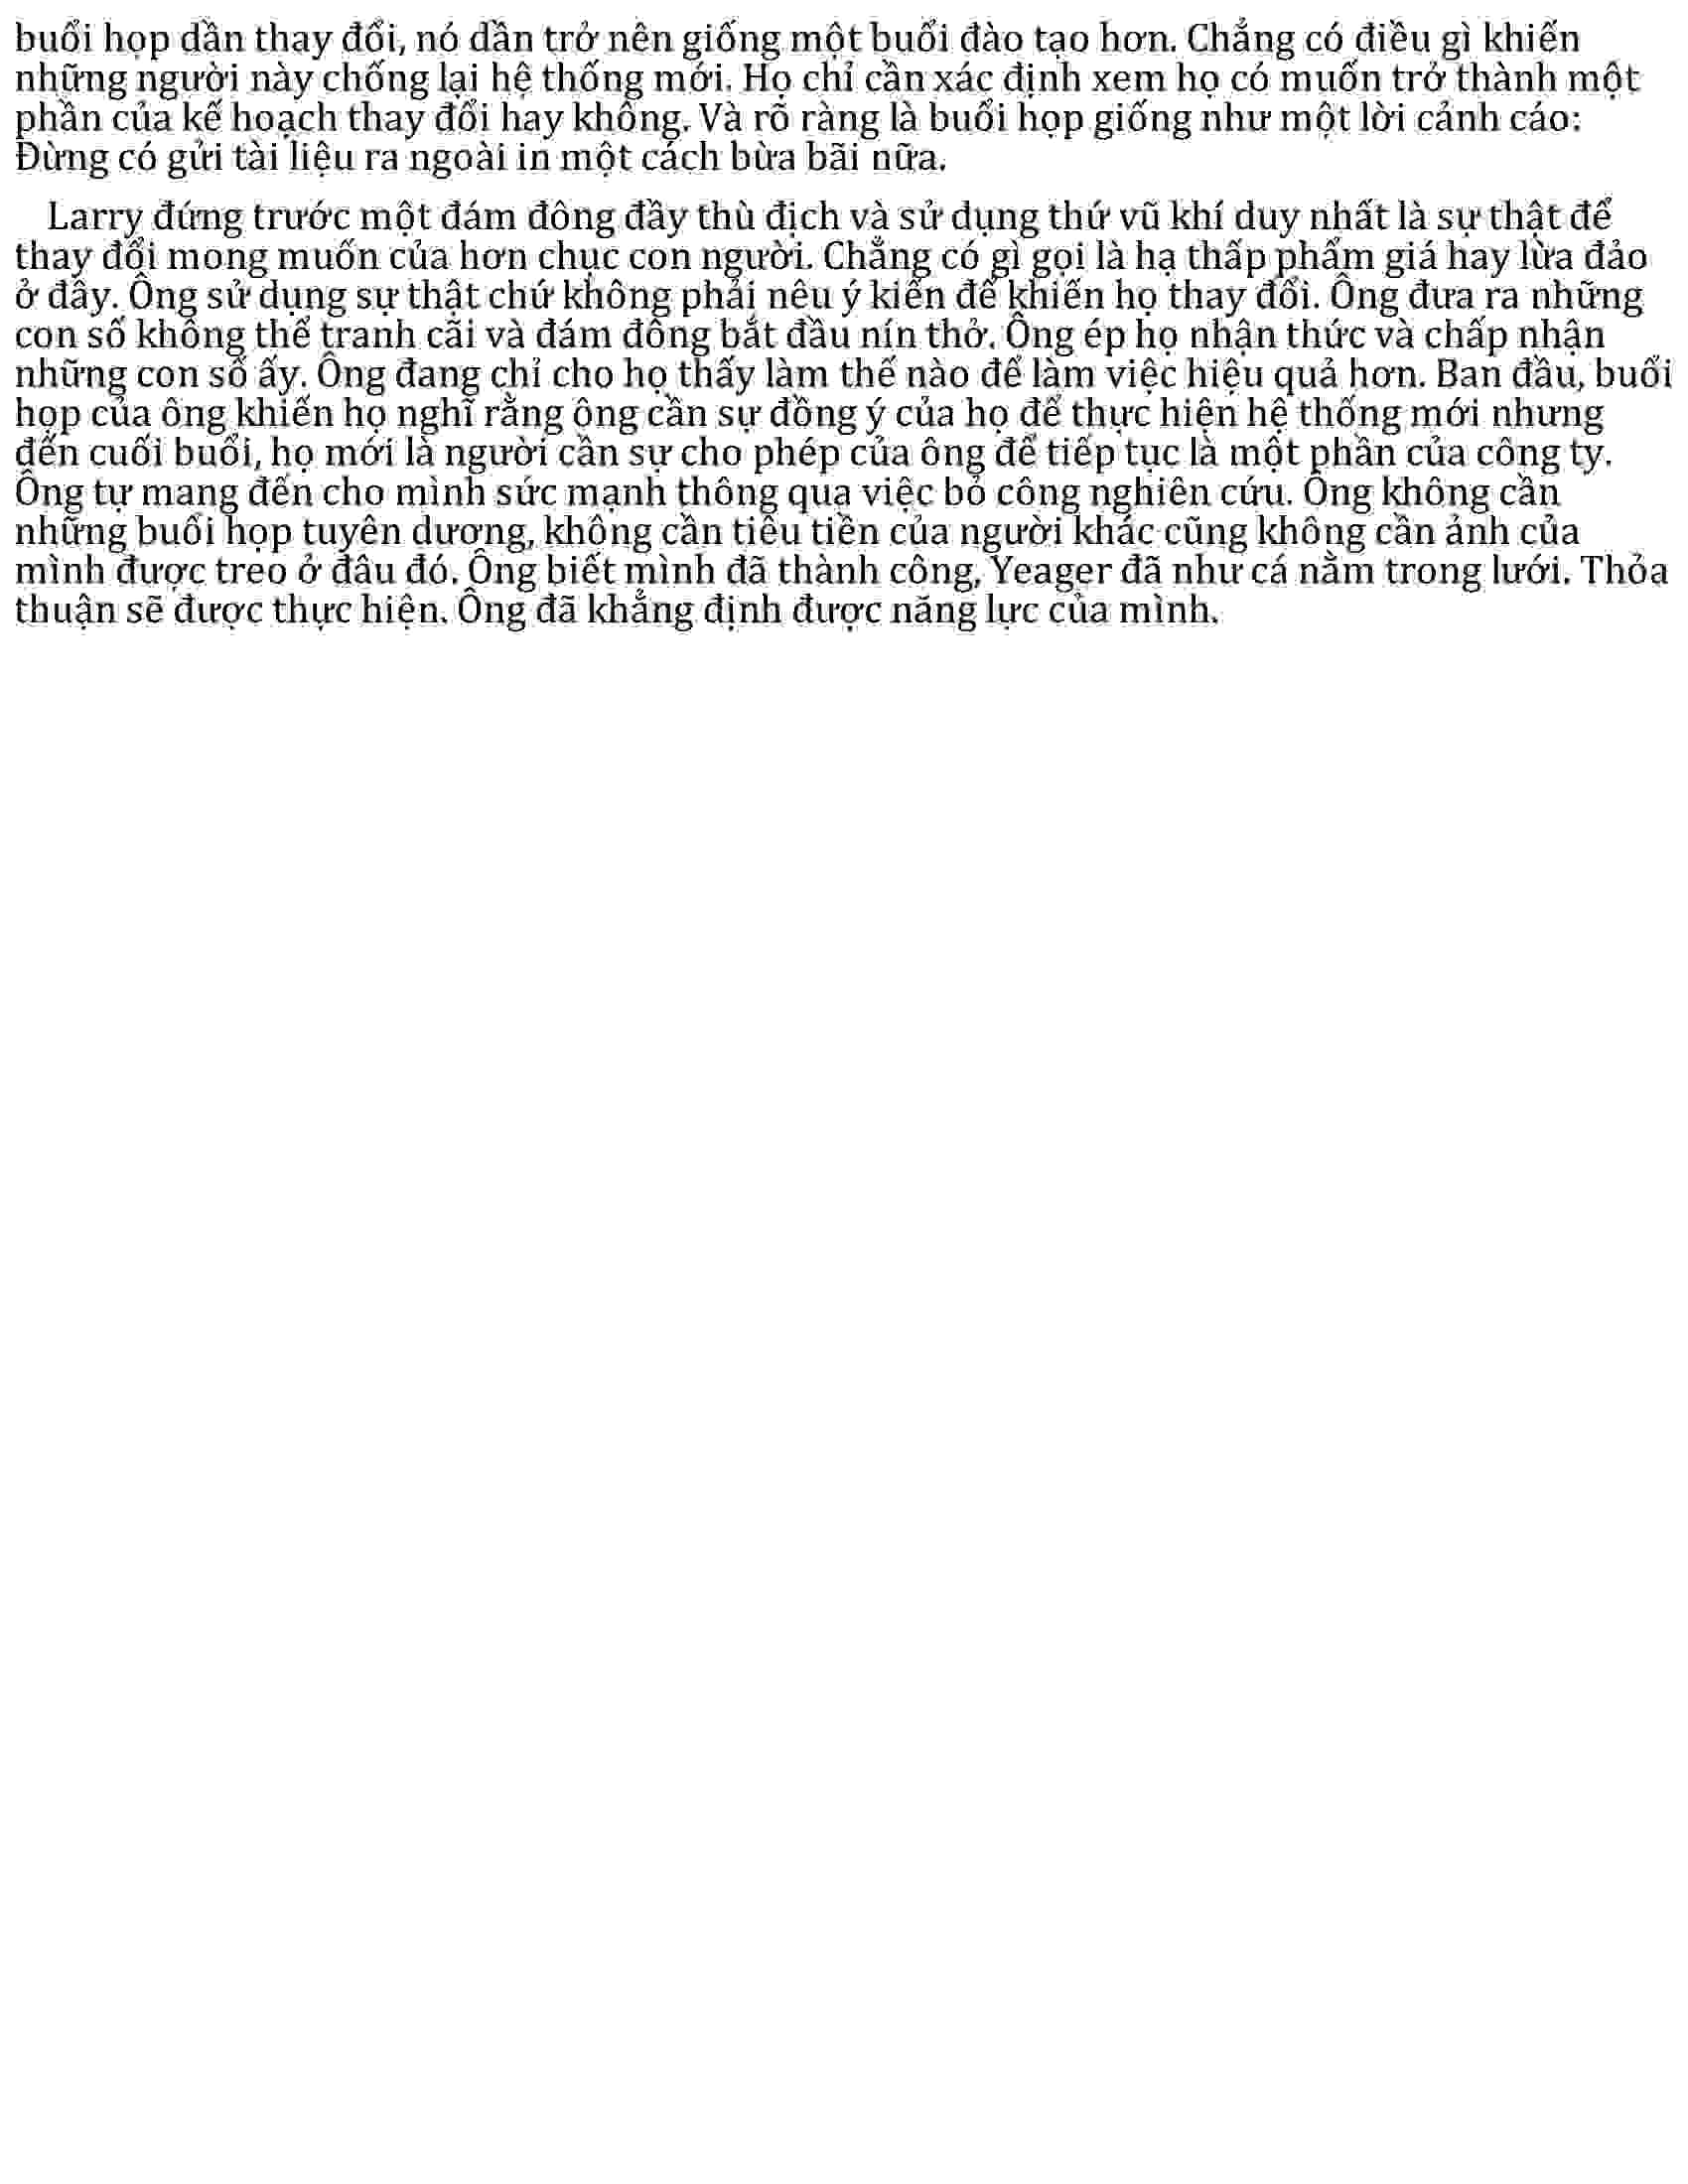 buổi họp dần thay đổi, nó dần trở nên giống một buổi đào tạo hơn. Chẳng có điều gì khiến
những người này chống lại hệ thống mới. Họ chỉ cần xác định xem họ có muốn trở thành một
phần của kế hoạch thay đổi hay không. Và rõ ràng là buổi họp giống như một lời cảnh cáo:
Đừng có gửi tài liệu ra ngoài in một cách bừa bãi nữa.
Larry đứng trước một đám đông đầy thù địch và sử dụng thứ vũ khí duy nhất là sự thật để
thay đổi mong muốn của hơn chục con người. Chẳng có gì gọi là hạ thấp phẩm giá hay lừa đảo
ở đây. Ông sử dụng sự thật chứ không phải nêu ý kiến để khiến họ thay đổi. Ông đưa ra những
con số không thể tranh cãi và đám đông bắt đầu nín thở. Ông ép họ nhận thức và chấp nhận
những con số ấy. Ông đang chỉ cho họ thấy làm thế nào để làm việc hiệu quả hơn. Ban đầu, buổi
họp của ông khiến họ nghĩ rằng ông cần sự đồng ý của họ để thực hiện hệ thống mới nhưng
đến cuối buổi, họ mới là người cần sự cho phép của ông để tiếp tục là một phần của công ty.
Ông tự mang đến cho mình sức mạnh thông qua việc bỏ công nghiên cứu. Ông không cần
những buổi họp tuyên dương, không cần tiêu tiền của người khác cũng không cần ảnh của
mình được treo ở đâu đó. Ông biết mình đã thành công, Yeager đã như cá nằm trong lưới. Thỏa
thuận sẽ được thực hiện. Ông đã khẳng định được năng lực của mình.